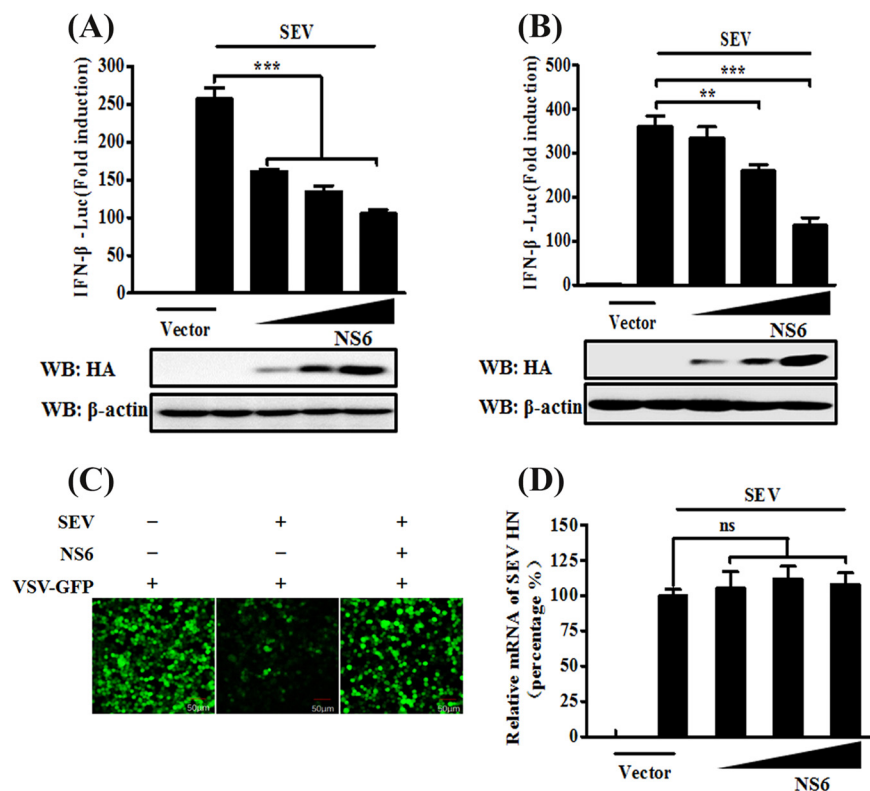 (A)
SEV
***
IFN-β -Luc(Fold induction)
300
250
200
150
100
50
0
Vector
NS6
WB: HA
WB: β-actin
(B)
SEV
***
**
IFN-β -Luc(Fold induction)
500
400
300
200
100
0
Vector
NS6
WB: HA
WB: β-actin
(C)
SEV – + +
NS6 – – +
VSV-GFP + + +
50μm 50μm 50μm
(D)
SEV
ns
Relative mRNA of SEV HN
(percentage %)
150
125
100
75
50
25
0
Vector
NS6